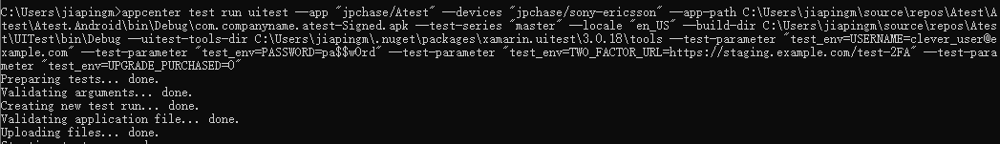 C:\Users\jiapingm>appcenter test run uitest --app "jpchase/Atest" --devices "jpchase/sony-ericsson" --app-path C:\Users\jiapingm\source\repos\Atest\A
test\Atest.Android\bin\Debug\com.companyname.atest-Signed.apk --test-series "master" --locale "en_US" --build-dir C:\Users\jiapingm\source\repos\Ates
t\UITest\bin\Debug --uitest-tools-dir C:\Users\jiapingm\.nuget\packages\xamarin.uitest\3.0.18\tools --test-parameter "test_env=USERNAME=clever_user@e
xample.com" --test-parameter "test_env=PASSWORD=pa$$w0rd" --test-parameter "test_env=TWO_FACTOR_URL=https://staging.example.com/test-2FA" --test-para
meter "test_env=UPGRADE_PURCHASED=0"
Preparing tests... done.
Validating arguments... done.
Creating new test run... done.
Validating application file... done.
Uploading files... done.